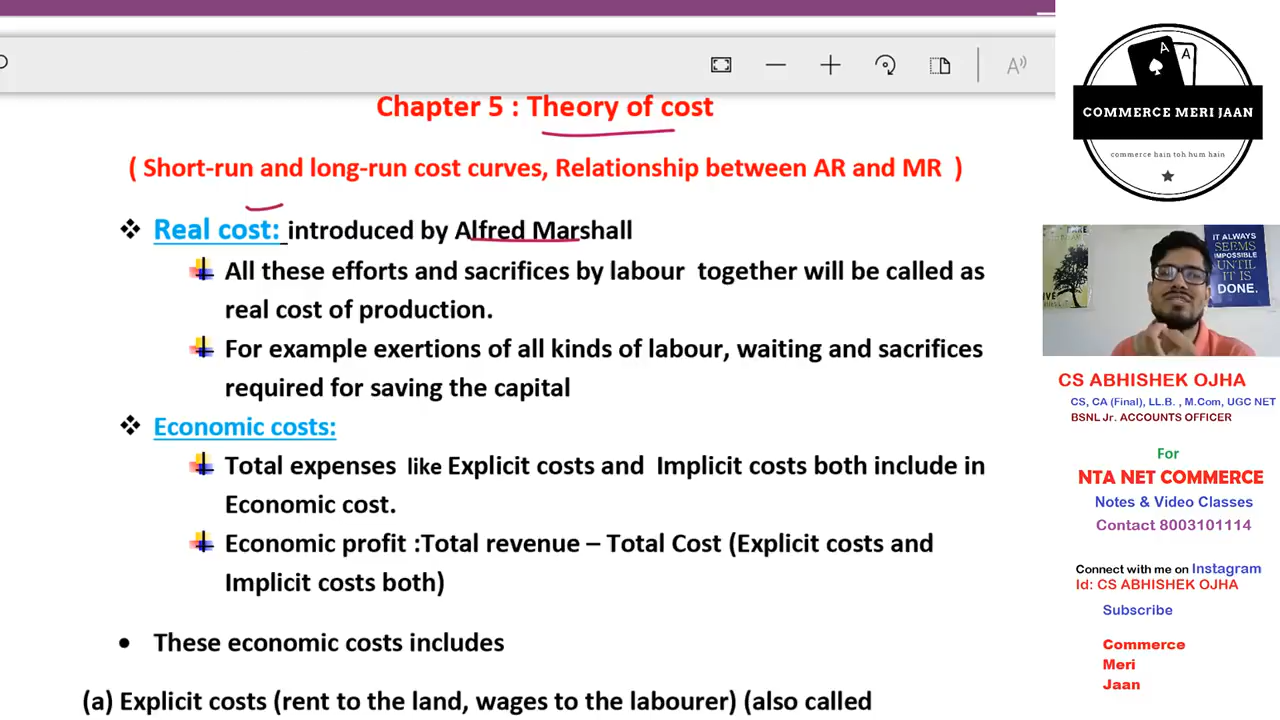 Chapter 5 : Theory of cost
( Short-run and long-run cost curves, Relationship between AR and MR )
❖ Real cost: introduced by Alfred Marshall
All these efforts and sacrifices by labour together will be called as
real cost of production.
For example exertions of all kinds of labour, waiting and sacrifices
required for saving the capital
❖ Economic costs:
Total expenses like Explicit costs and Implicit costs both include in
Economic cost.
Economic profit :Total revenue – Total Cost (Explicit costs and
Implicit costs both)
• These economic costs includes
(a) Explicit costs (rent to the land, wages to the labourer) (also called
A
A
COMMERCE MERI JAAN
commerce hain toh hum hain
IT ALWAYS
SEEMS
IMPOSSIBLE
UNTIL
IT IS
DONE.
CS ABHISHEK OJHA
CS, CA (Final), LL.B. , M.Com, UGC NET
BSNL Jr. ACCOUNTS OFFICER
For
NTA NET COMMERCE
Notes & Video Classes
Contact 8003101114
Connect with me on Instagram
Id: CS ABHISHEK OJHA
Subscribe
Commerce
Meri
Jaan